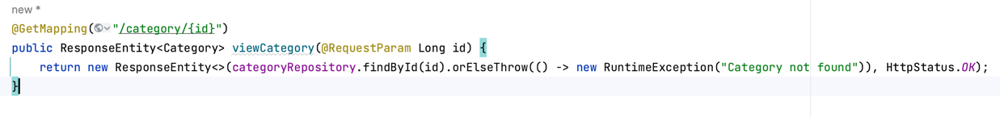 new *
@GetMapping("/category/{id}")
public ResponseEntity<Category> viewCategory(@RequestParam Long id) {
    return new ResponseEntity<>(categoryRepository.findById(id).orElseThrow(() -> new RuntimeException("Category not found")), HttpStatus.OK);
}